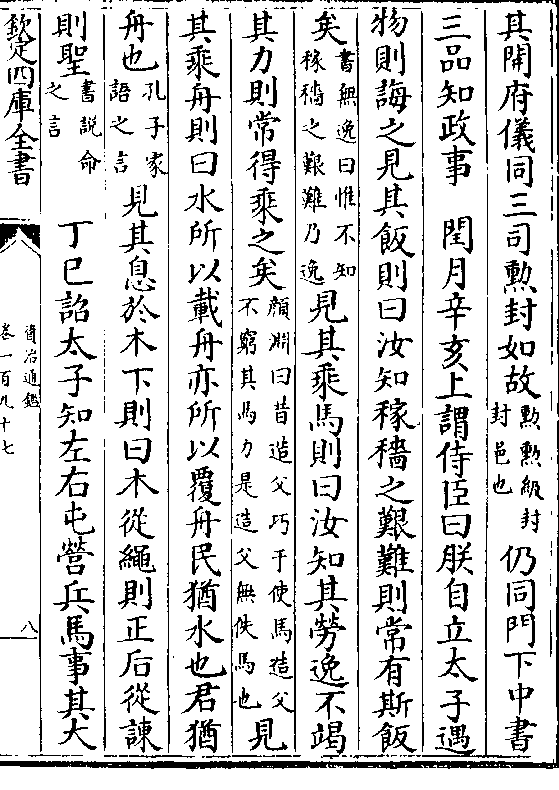 其開府儀同三司勲封如故勲勲級封封邑也仍同門下中書
三品知政事　閏月辛亥上謂侍臣曰朕自立太子遇
物則誨之見其飯則曰汝知稼穡之艱難則常有斯飯
矣書無逸曰惟不知稼穡之艱難乃逸見其乘馬則曰汝知其勞逸不竭
其力則常得乘之矣顔淵曰昔造父巧于使馬造父不窮其馬力是造父無佚馬也見
其乘舟則曰水所以載舟亦所以覆舟民猶水也君猶
舟也孔子家語之言見其息於木下則曰木從繩則正后從諫
則聖書説命之言　丁巳詔太子知左右屯營兵馬事其大
欽定四庫全書
資治通鑑
卷一百九十七
八